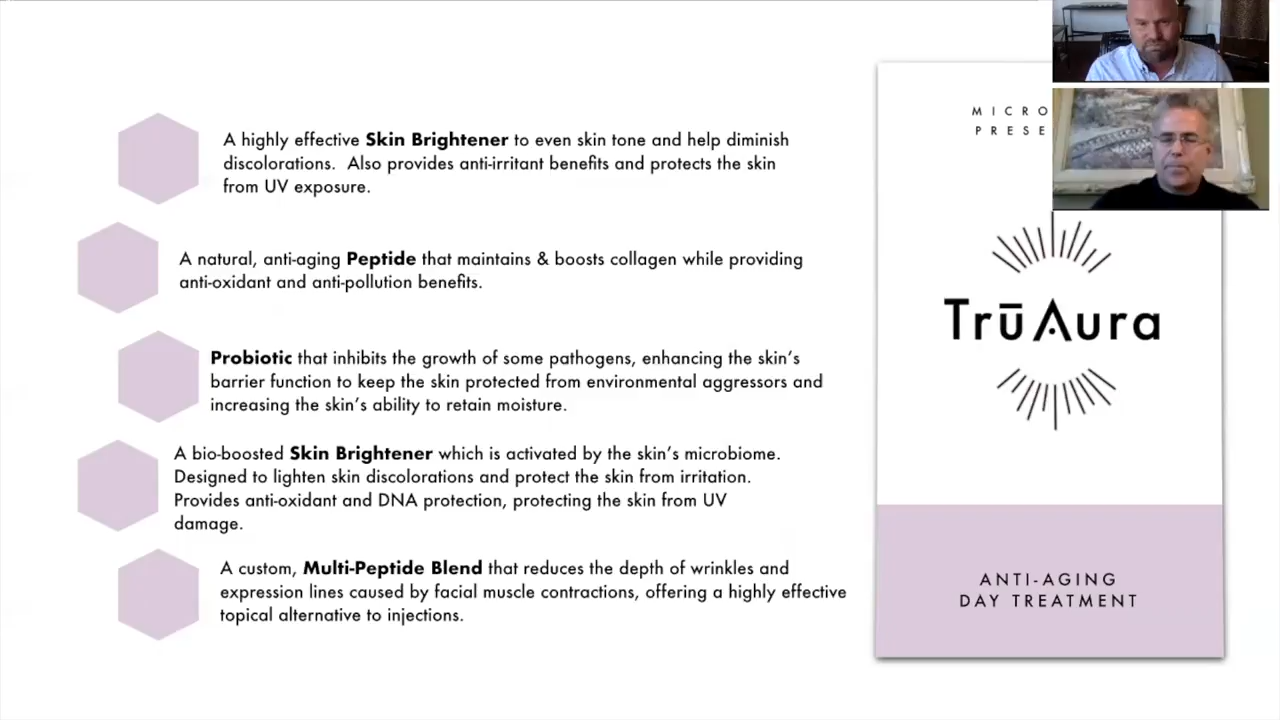 A highly effective Skin Brightener to even skin tone and help diminish
discolorations. Also provides anti-irritant benefits and protects the skin
from UV exposure.
A natural, anti-aging Peptide that maintains & boosts collagen while providing
anti-oxidant and anti-pollution benefits.
Probiotic that inhibits the growth of some pathogens, enhancing the skin's
barrier function to keep the skin protected from environmental aggressors and
increasing the skin's ability to retain moisture.
A bio-boosted Skin Brightener which is activated by the skin's microbiome.
Designed to lighten skin discolorations and protect the skin from irritation.
Provides anti-oxidant and DNA protection, protecting the skin from UV
damage.
A custom, Multi-Peptide Blend that reduces the depth of wrinkles and
expression lines caused by facial muscle contractions, offering a highly effective
topical alternative to injections.
TrūAura
ANTI-AGING
DAY TREATMENT